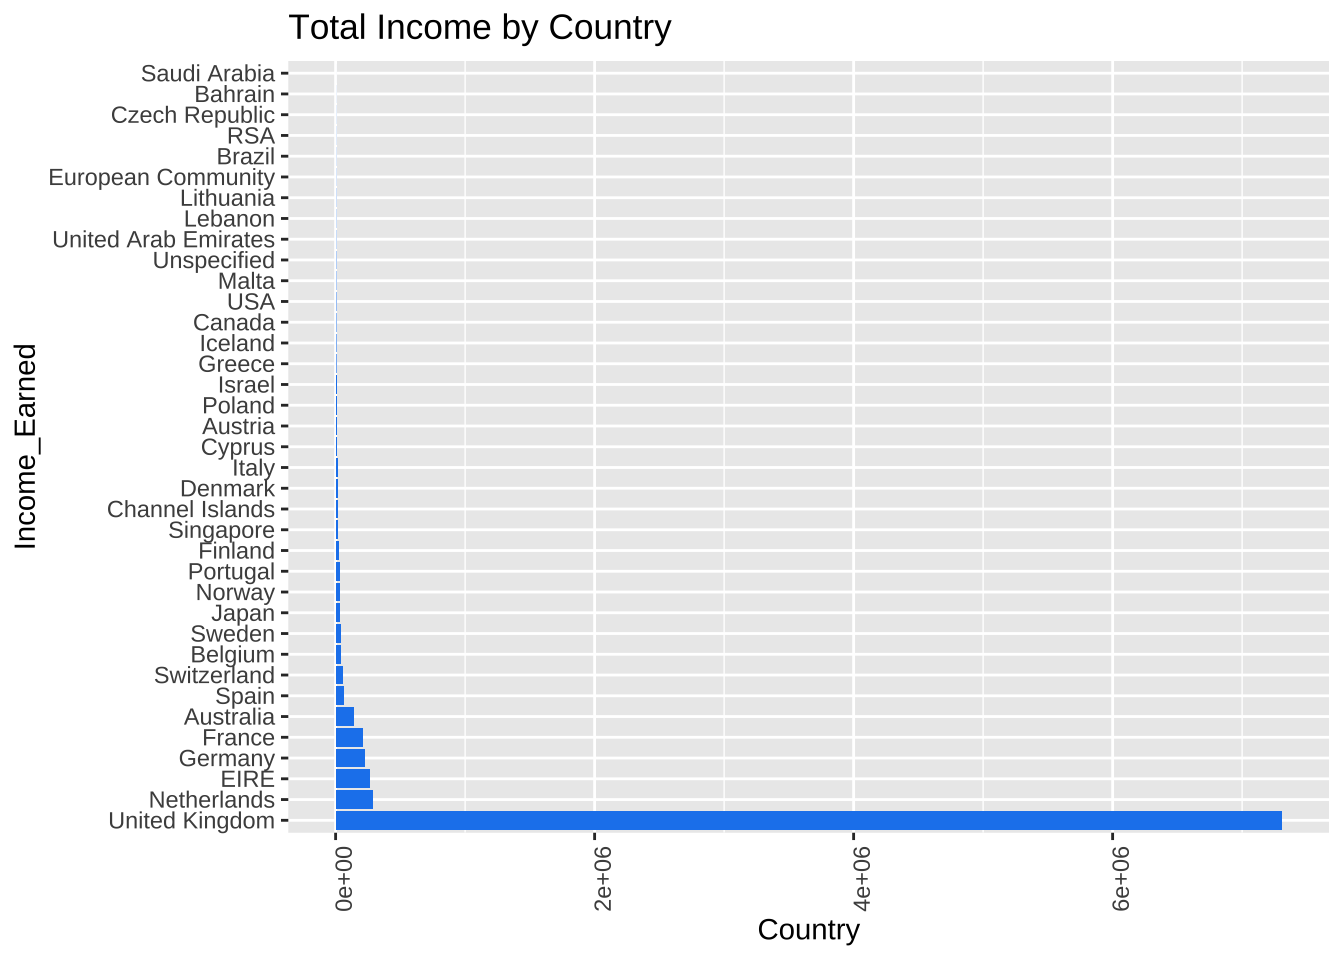 Total Income by Country
Saudi Arabia
Bahrain
Czech Republic
RSA
Brazil
European Community
Lithuania
Lebanon
United Arab Emirates
Unspecified
Malta
USA
Canada
Iceland
Greece
Israel
Poland
Austria
Cyprus
Italy
Denmark
Channel Islands
Singapore
Finland
Portugal
Norway
Japan
Sweden
Belgium
Switzerland
Spain
Australia
France
Germany
EIRE
Netherlands
United Kingdom
Income_Earned
0e+00
2e+06
4e+06
6e+06
Country